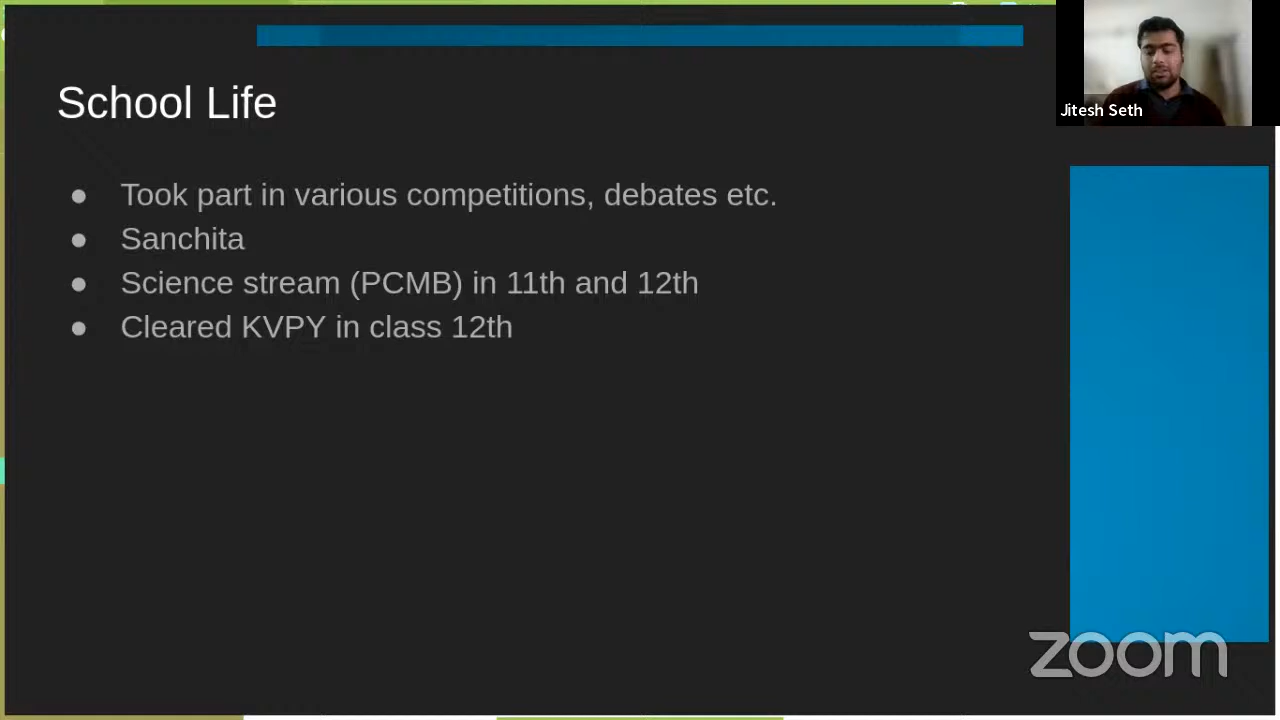 School Life
Jitesh Seth
● Took part in various competitions, debates etc.
● Sanchita
● Science stream (PCMB) in 11th and 12th
● Cleared KVPY in class 12th
zoom